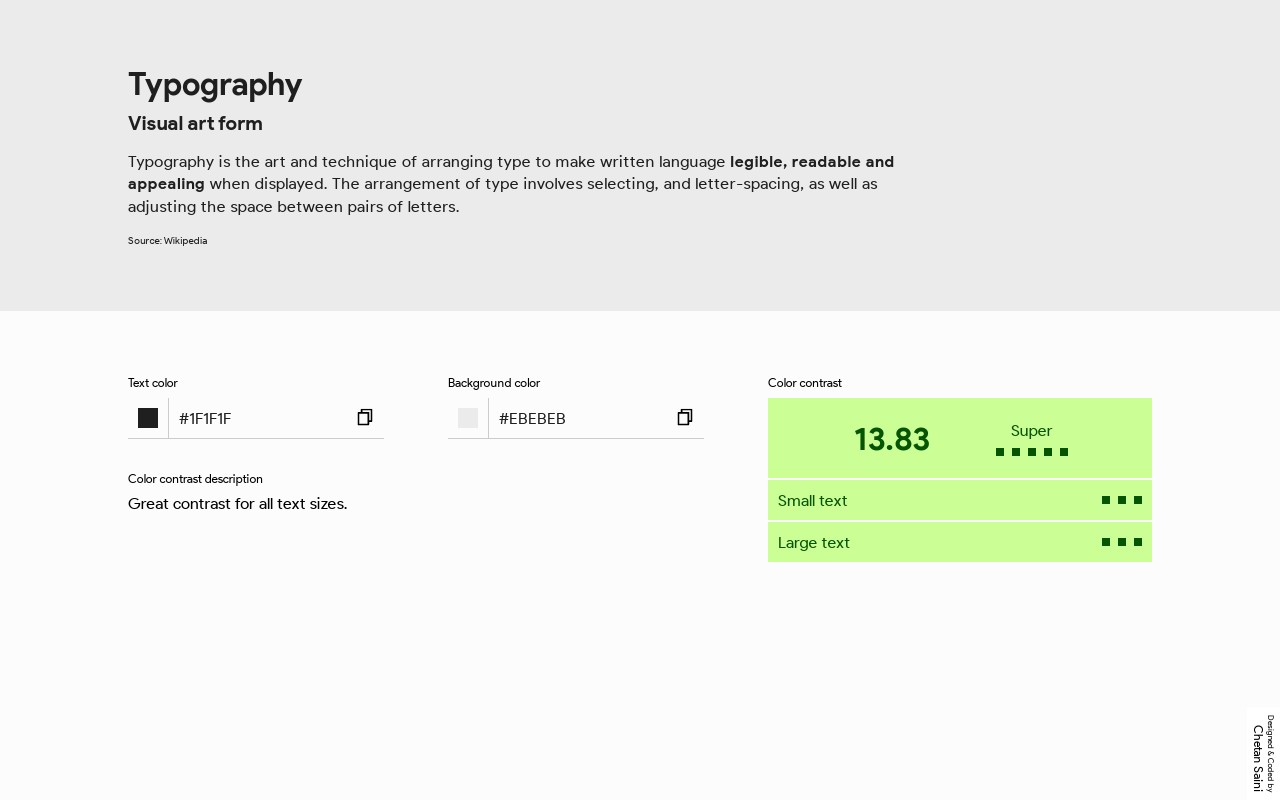 Typography
Visual art form
Typography is the art and technique of arranging type to make written language legible, readable and
appealing when displayed. The arrangement of type involves selecting, and letter-spacing, as well as
adjusting the space between pairs of letters.
Source: Wikipedia
Text color
#1F1F1F
Background color
#EBEBEB
Color contrast
13.83
Super
Small text
Large text
Color contrast description
Great contrast for all text sizes.
Designed & Coded by
Chetan Saini